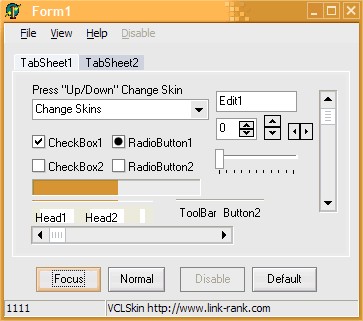 Form1
File View Help Disable
TabSheet1 TabSheet2
Press "Up/Down" Change Skin
Change Skins
Edit1
0
CheckBox1 RadioButton1
CheckBox2 RadioButton2
Head1 Head2
ToolBar Button2
Focus Normal Disable Default
1111 VCLSkin http://www.link-rank.com